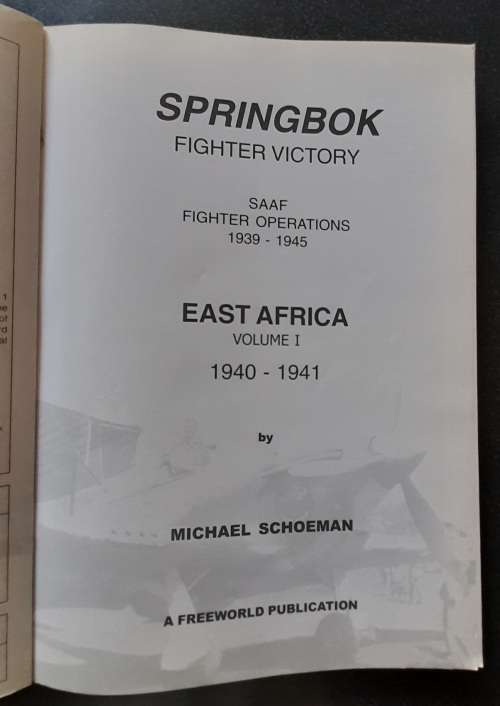 SPRINGBOK
FIGHTER VICTORY
SAAF
FIGHTER OPERATIONS
1939 - 1945
EAST AFRICA
VOLUME I
1940 - 1941
by
MICHAEL SCHOEMAN
A FREEWORLD PUBLICATION